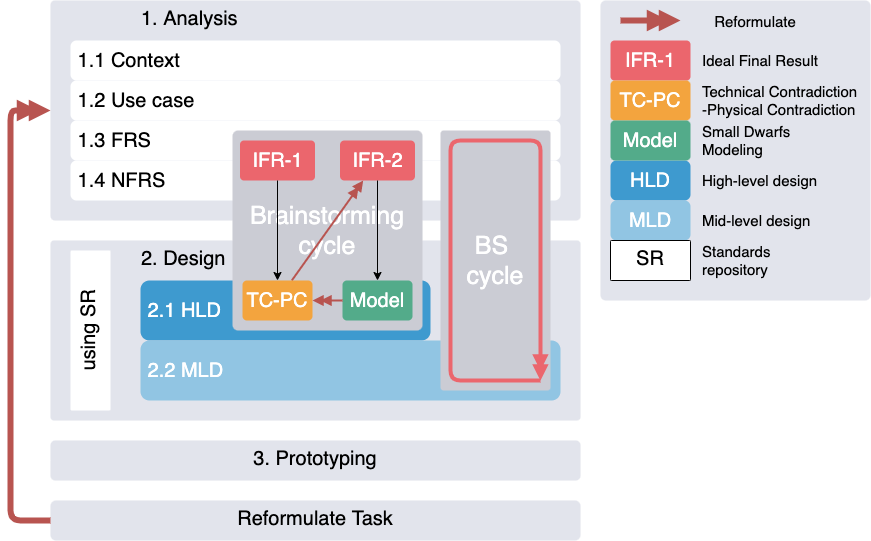 1. Analysis
1.1 Context
1.2 Use case
1.3 FRS
1.4 NFRS
IFR-1
IFR-2
Brainstorming
cycle
BS
cycle
2. Design
using SR
2.1 HLD
TC-PC
Model
2.2 MLD
3. Prototyping
Reformulate Task
Reformulate
IFR-1
Ideal Final Result
TC-PC
Technical Contradiction
-Physical Contradiction
Model
Small Dwarfs
Modeling
HLD
High-level design
MLD
Mid-level design
SR
Standards
repository